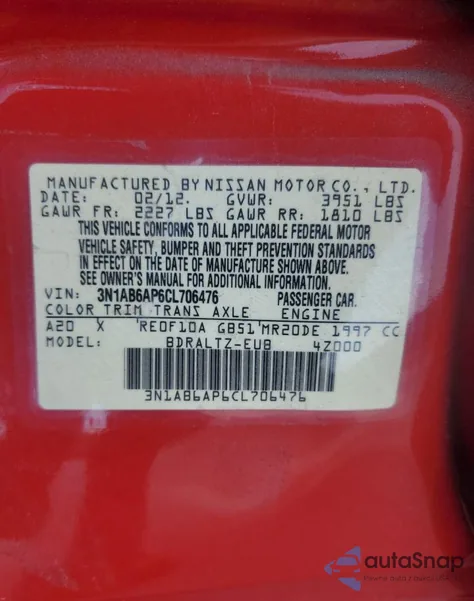 MANUFACTURED BY NISSAN MOTOR CO., LTD.
DATE: 02/12. GVWR: 3951 LBS
GAWR FR: 2227 LBS GAWR RR: 1810 LBS
THIS VEHICLE CONFORMS TO ALL APPLICABLE FEDERAL MOTOR
VEHICLE SAFETY, BUMPER AND THEFT PREVENTION STANDARDS
IN EFFECT ON THE DATE OF MANUFACTURE SHOWN ABOVE.
SEE OWNER'S MANUAL FOR ADDITIONAL INFORMATION.
VIN: 3N1AB6AP6CL706476 PASSENGER CAR.
COLOR TRIM TRANS AXLE ENGINE
A20 X RE0F10A GB51 MR20DE 1997 CC
MODEL: BDRALTZ-EUB 4Z000
3N1AB6AP6CL706476
autoSnap